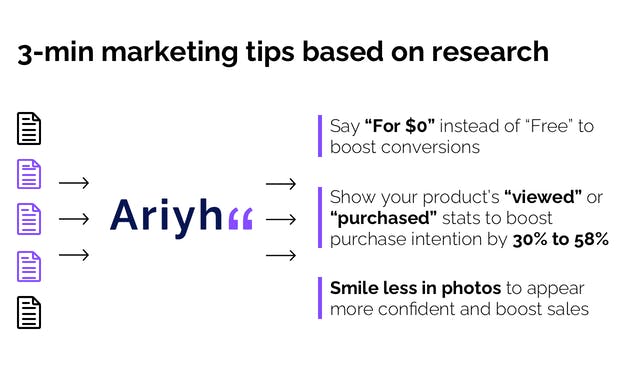 3-min marketing tips based on research
Say “For $0” instead of “Free” to
boost conversions
Ariyh
Show your product’s “viewed” or
“purchased” stats to boost
purchase intention by 30% to 58%
Smile less in photos to appear
more confident and boost sales